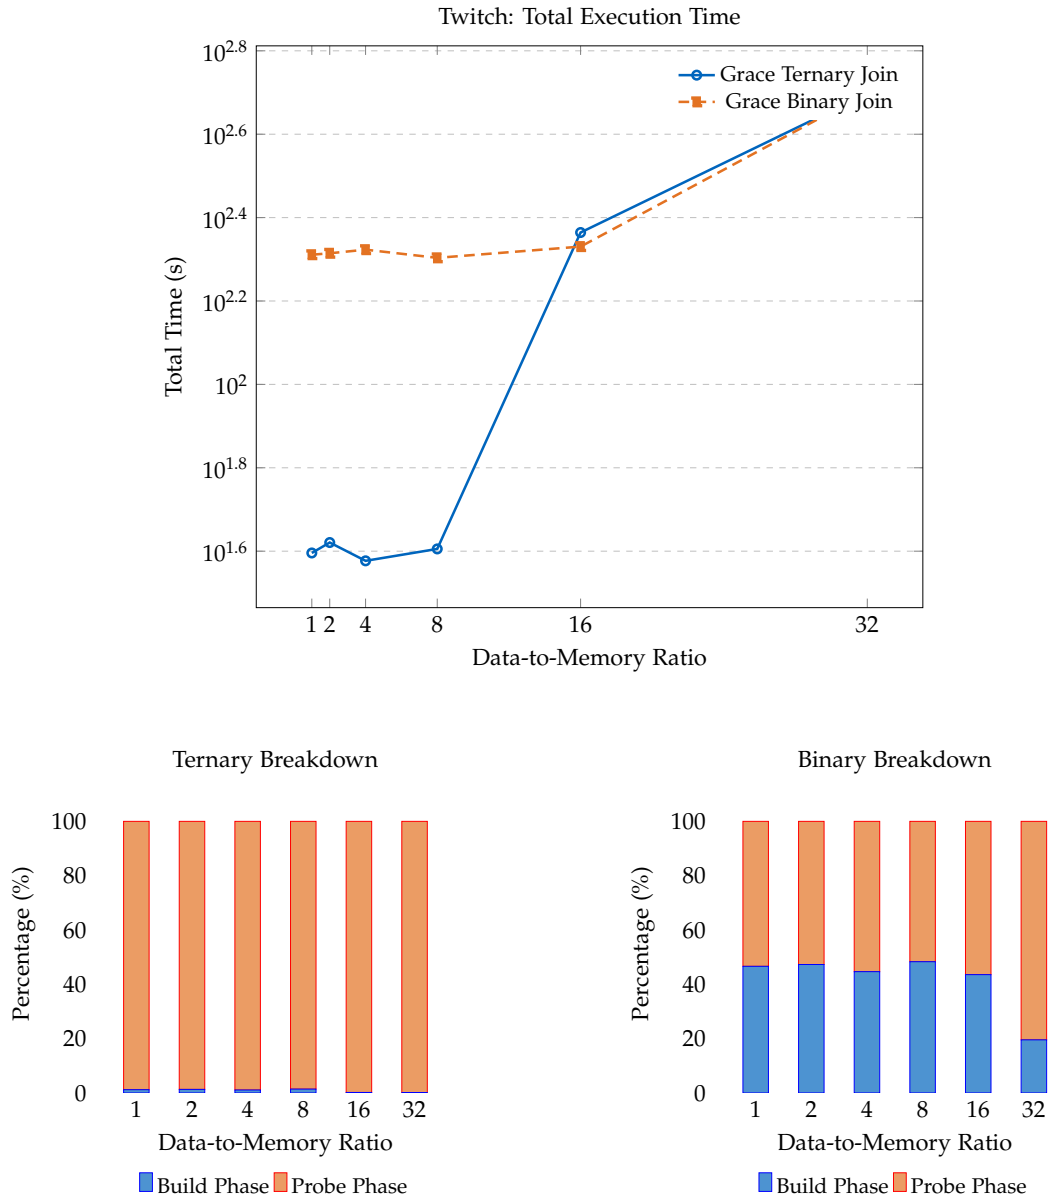 Twitch: Total Execution Time
10^2.8
Grace Ternary Join
Grace Binary Join
10^2.6
10^2.4
10^2.2
10^2
10^1.8
10^1.6
Total Time (s)
1 2 4 8 16 32
Data-to-Memory Ratio
Ternary Breakdown
100
80
60
40
20
0
Percentage (%)
1 2 4 8 16 32
Data-to-Memory Ratio
Build Phase Probe Phase
Binary Breakdown
100
80
60
40
20
0
Percentage (%)
1 2 4 8 16 32
Data-to-Memory Ratio
Build Phase Probe Phase